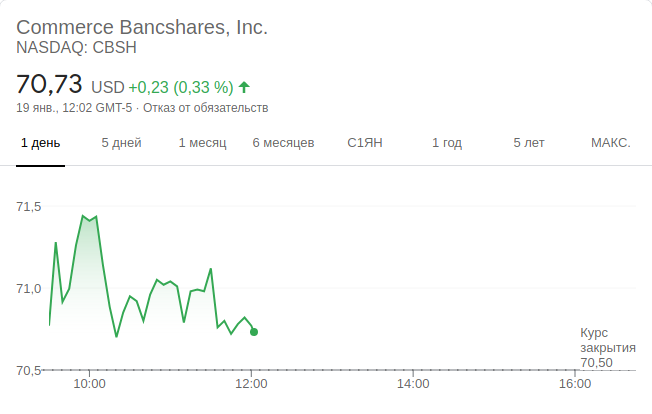 Commerce Bancshares, Inc.
NASDAQ: CBSH
70,73 USD +0,23 (0,33 %)
19 янв., 12:02 GMT-5 · Отказ от обязательств
1 день 5 дней 1 месяц 6 месяцев С1ЯН 1 год 5 лет МАКС.
71,5
71,0
Курс
закрытия
70,50
70,5
10:00 12:00 14:00 16:00